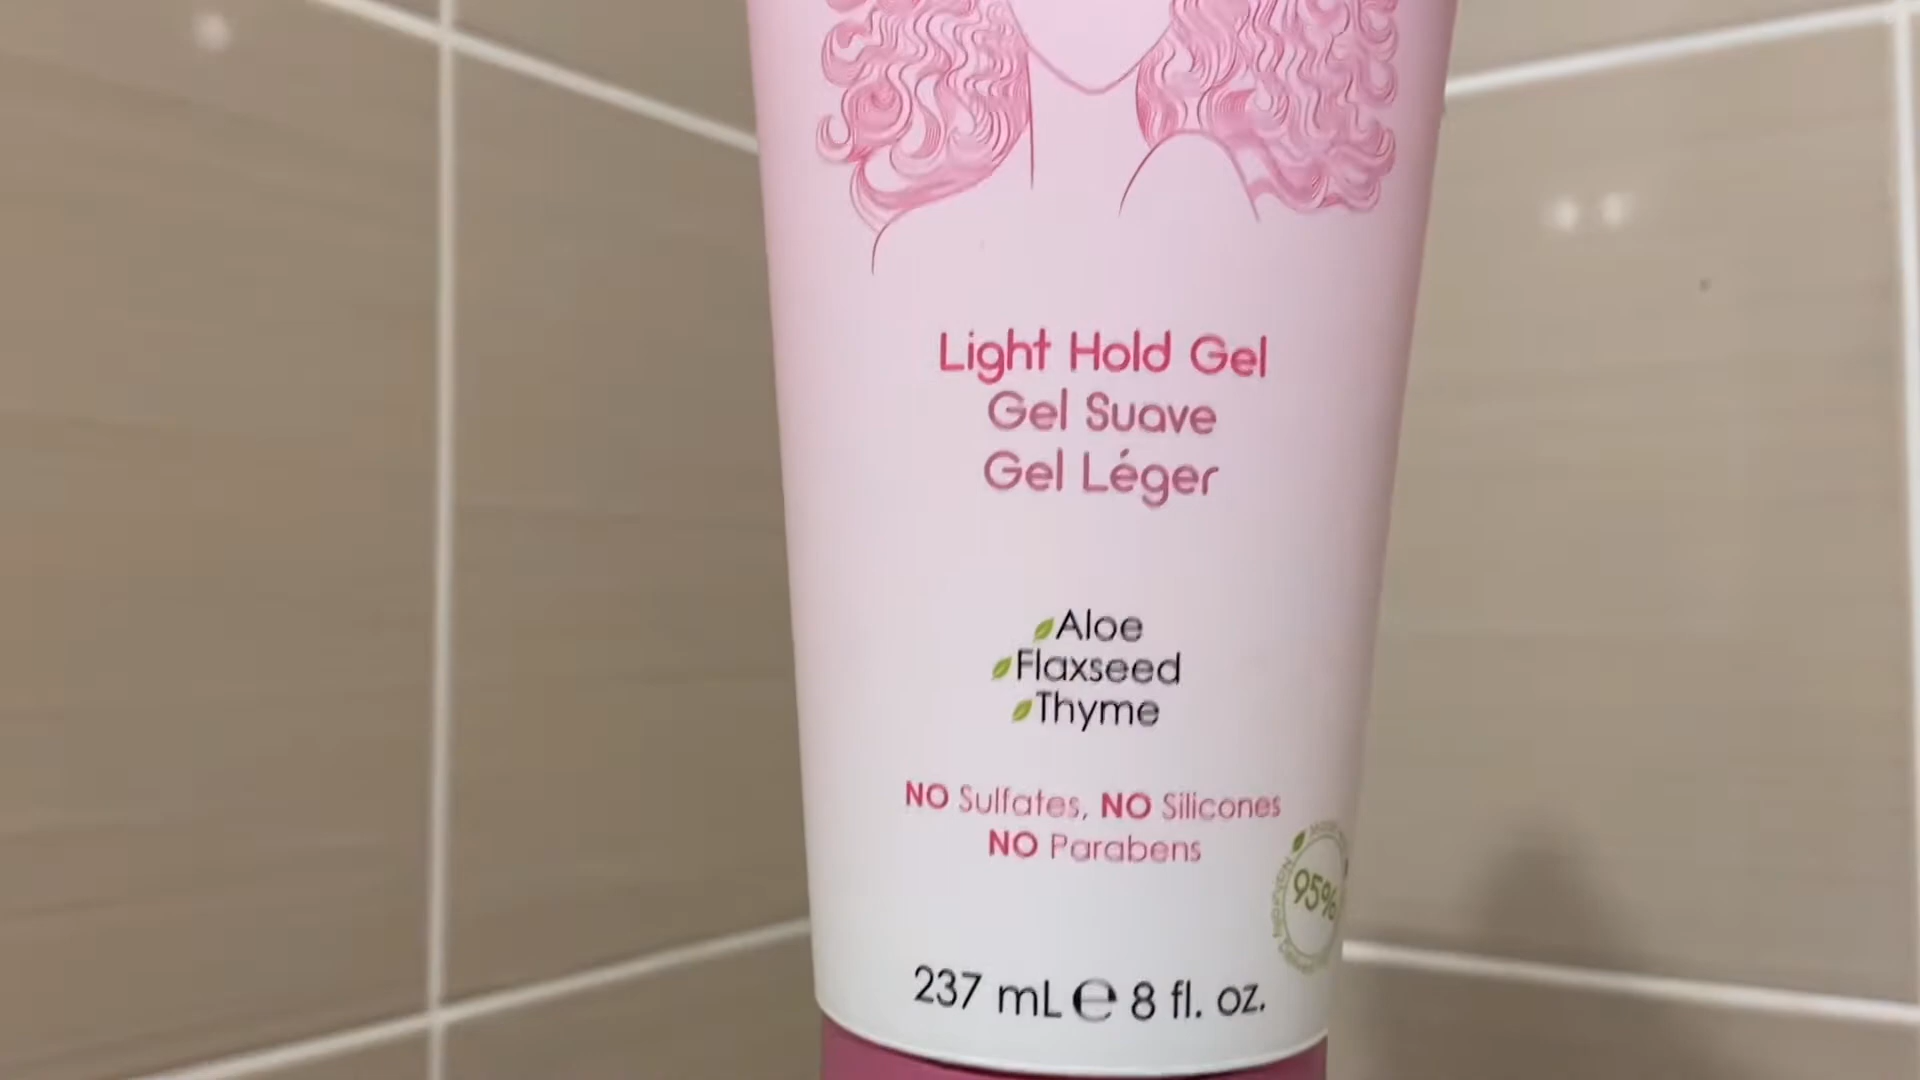 Light Hold Gel
Gel Suave
Gel Léger
Aloe
Flaxseed
Thyme
NO Sulfates, NO Silicones
NO Parabens
95%
237 mL ℮ 8 fl. oz.